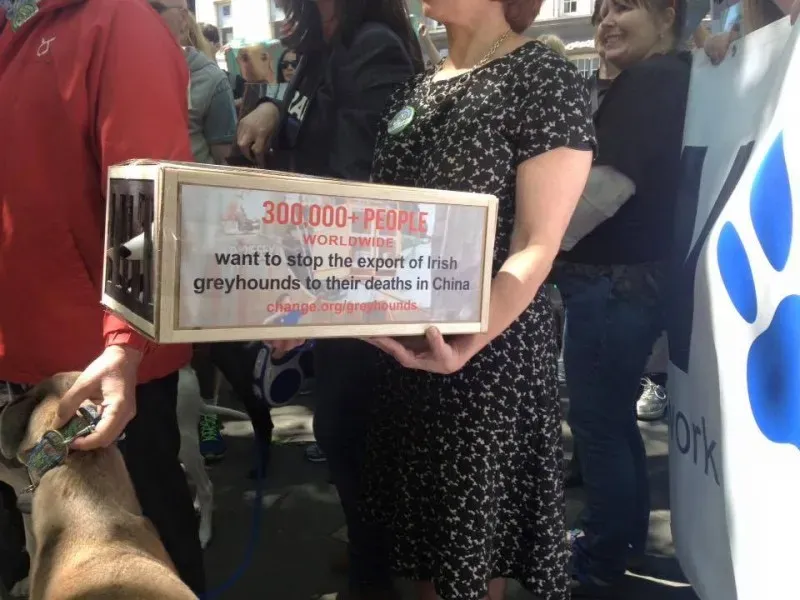 300,000+ PEOPLE
WORLDWIDE
want to stop the export of Irish
greyhounds to their deaths in China
change.org/greyhounds
ork